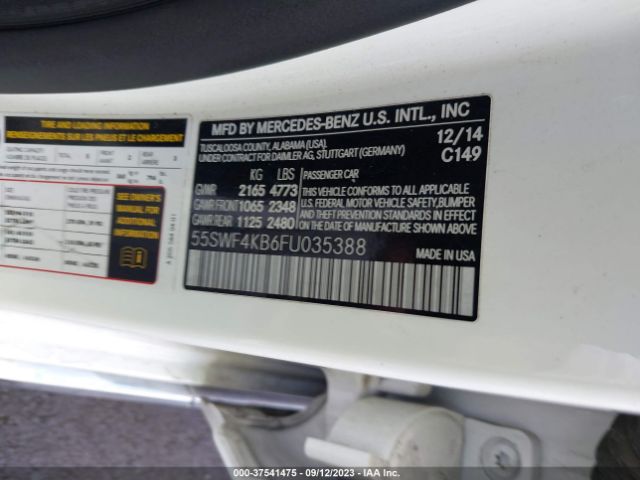 TIRE AND LOADING INFORMATION
RENSEIGNEMENTS SUR LES PNEUS ET LE CHARGEMENT
SEE OWNER'S
MANUAL FOR
ADDITIONAL
INFORMATION
MFD BY MERCEDES-BENZ U.S. INTL., INC
TUSCALOOSA COUNTY, ALABAMA (USA). 12/14
UNDER CONTRACT FOR DAIMLER AG, STUTTGART (GERMANY) C149
KG LBS PASSENGER CAR
GVWR 2165 4773 THIS VEHICLE CONFORMS TO ALL APPLICABLE
GAWR FRONT 1065 2348 U.S. FEDERAL MOTOR VEHICLE SAFETY, BUMPER
GAWR REAR 1125 2480 AND THEFT PREVENTION STANDARDS IN EFFECT
ON THE DATE OF MANUFACTURE SHOWN ABOVE
55SWF4KB6FU035388
MADE IN USA
000-37541475 - 09/12/2023 - IAA Inc.